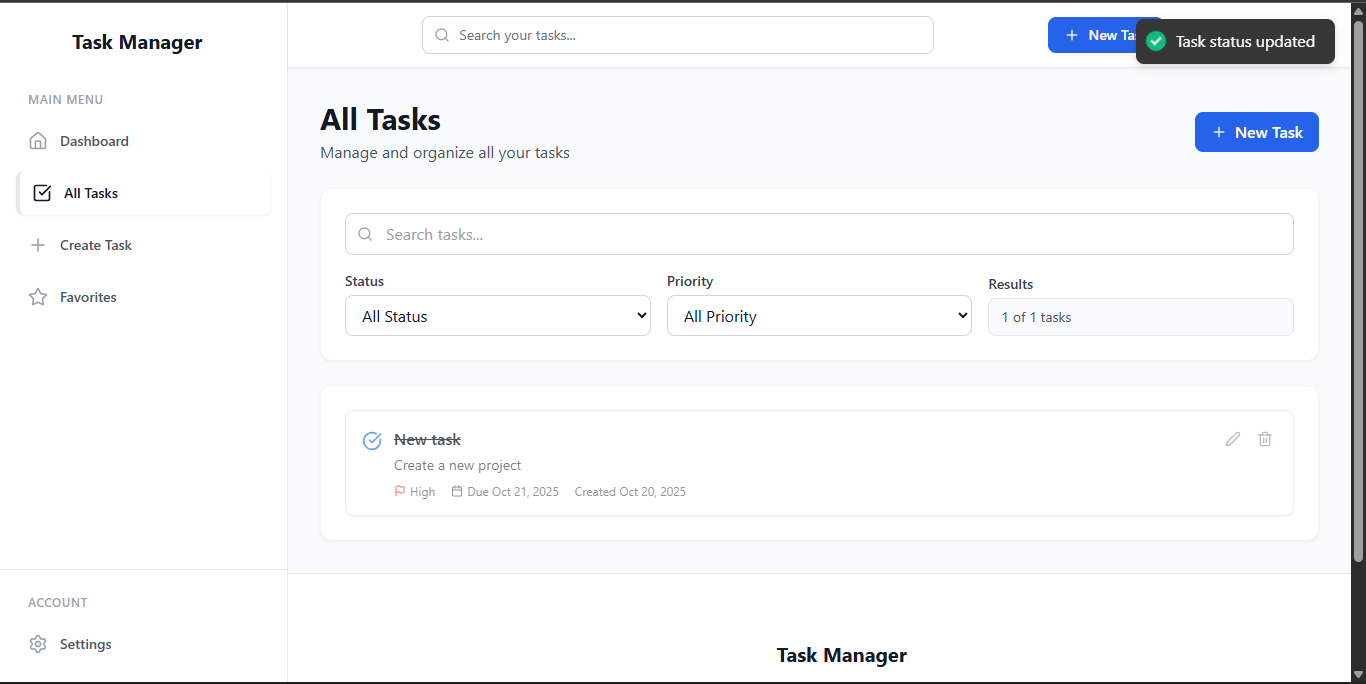 Task Manager
MAIN MENU
Dashboard
All Tasks
Create Task
Favorites
ACCOUNT
Settings
Search your tasks...
New Ta
Task status updated
All Tasks
Manage and organize all your tasks
New Task
Search tasks...
Status
All Status
Priority
All Priority
Results
1 of 1 tasks
New task
Create a new project
High Due Oct 21, 2025 Created Oct 20, 2025
Task Manager